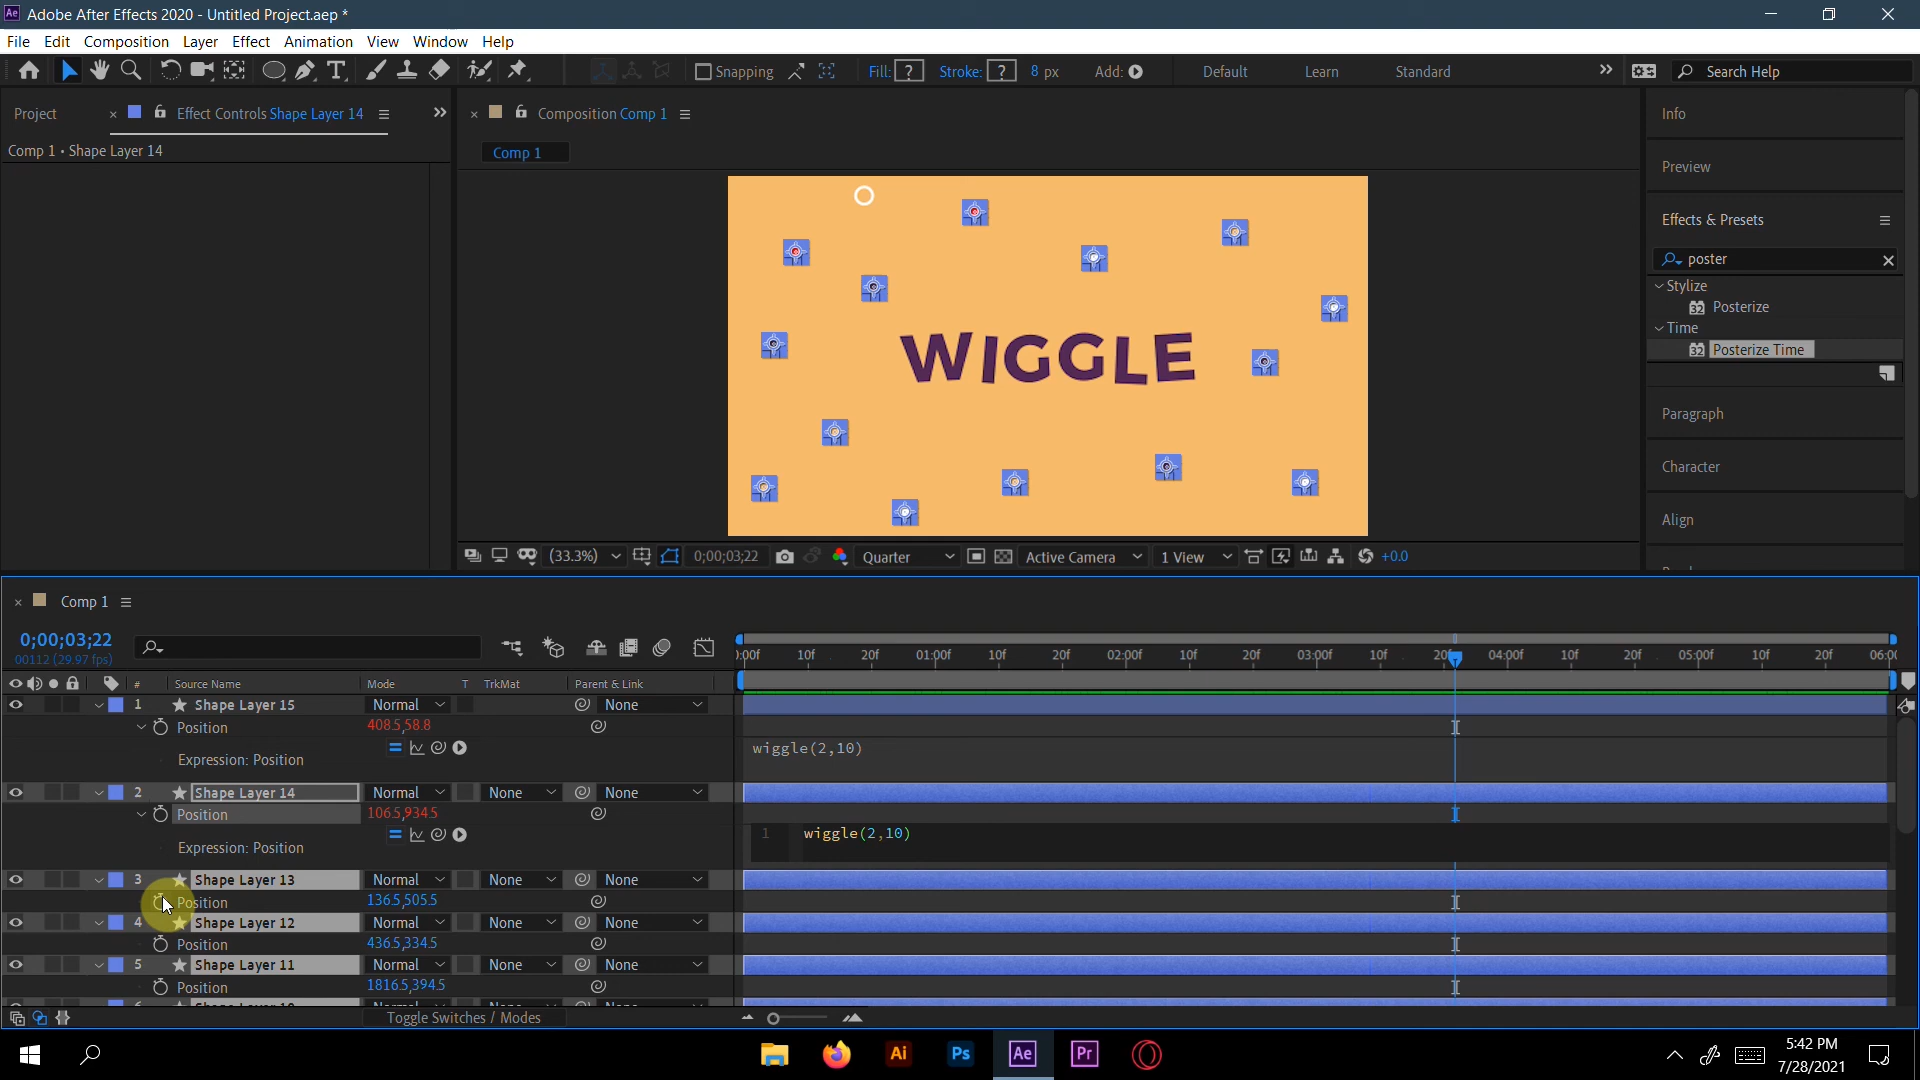 Adobe After Effects 2020 - Untitled Project.aep *
File Edit Composition Layer Effect Animation View Window Help
Snapping Fill: ? Stroke: ? 8 px Add: Default Learn Standard Search Help
Project Effect Controls Shape Layer 14 Composition Comp 1 Info
Comp 1 • Shape Layer 14 Comp 1
Preview
Effects & Presets
poster
Stylize
32 Posterize
Time
32 Posterize Time
Paragraph
Character
Align
WIGGLE
(33.3%) 0;00;03;22 Quarter Active Camera 1 View +0.0
Comp 1
0;00;03;22
00112 (29.97 fps)
):00f 10f 20f 01:00f 10f 20f 02:00f 10f 20f 03:00f 10f 20f 04:00f 10f 20f 05:00f 10f 20f 06:00
# Source Name Mode T TrkMat Parent & Link
1 Shape Layer 15 Normal None
Position 408.5,58.8
Expression: Position wiggle(2,10)
2 Shape Layer 14 Normal None None
Position 106.5,934.5
Expression: Position 1 wiggle(2,10)
3 Shape Layer 13 Normal None None
Position 136.5,505.5
4 Shape Layer 12 Normal None None
Position 436.5,334.5
5 Shape Layer 11 Normal None None
Position 1816.5,394.5
Toggle Switches / Modes
Ai Ps Ae Pr
5:42 PM
7/28/2021